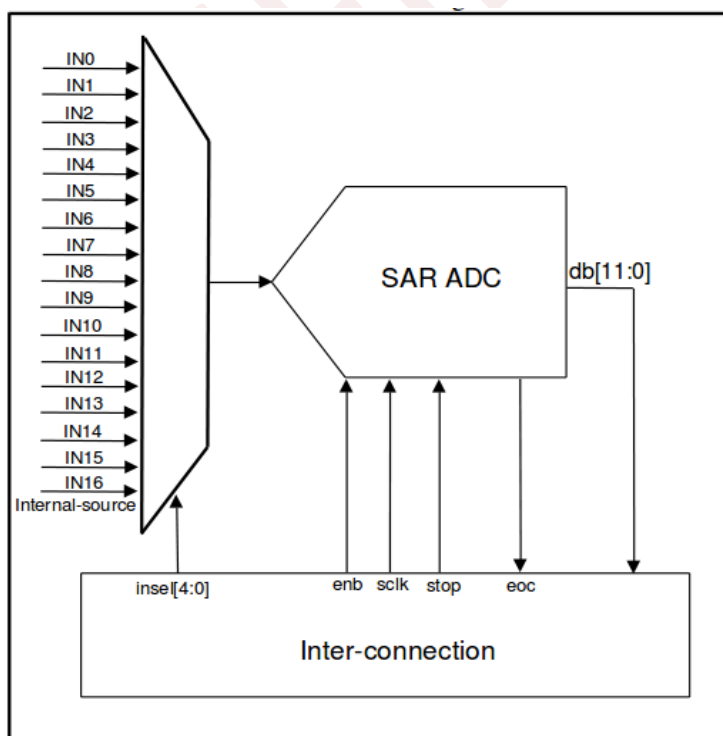 IN0
IN1
IN2
IN3
IN4
IN5
IN6
IN7
IN8
IN9
IN10
IN11
IN12
IN13
IN14
IN15
IN16
Internal-source
SAR ADC
db[11:0]
insel[4:0]
enb
sclk
stop
eoc
Inter-connection